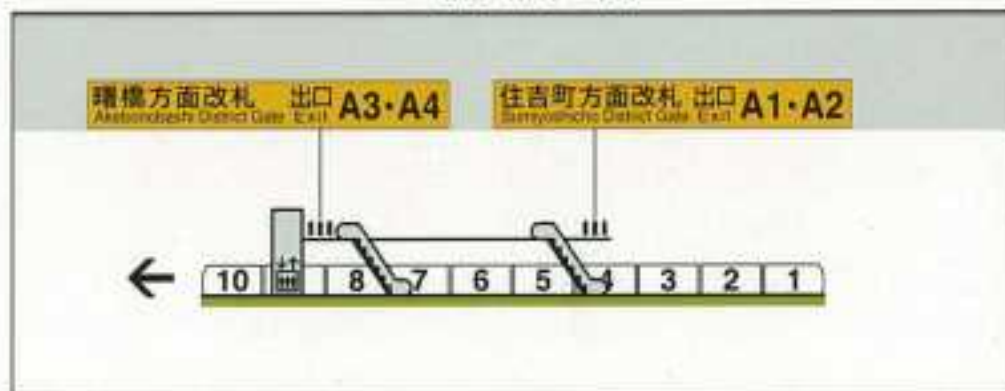 曙橋方面改札 出口 A3・A4
Akebonobashi District Gate Exit
住吉町方面改札 出口 A1・A2
Sumiyoshicho District Gate Exit
10 8 7 6 5 4 3 2 1